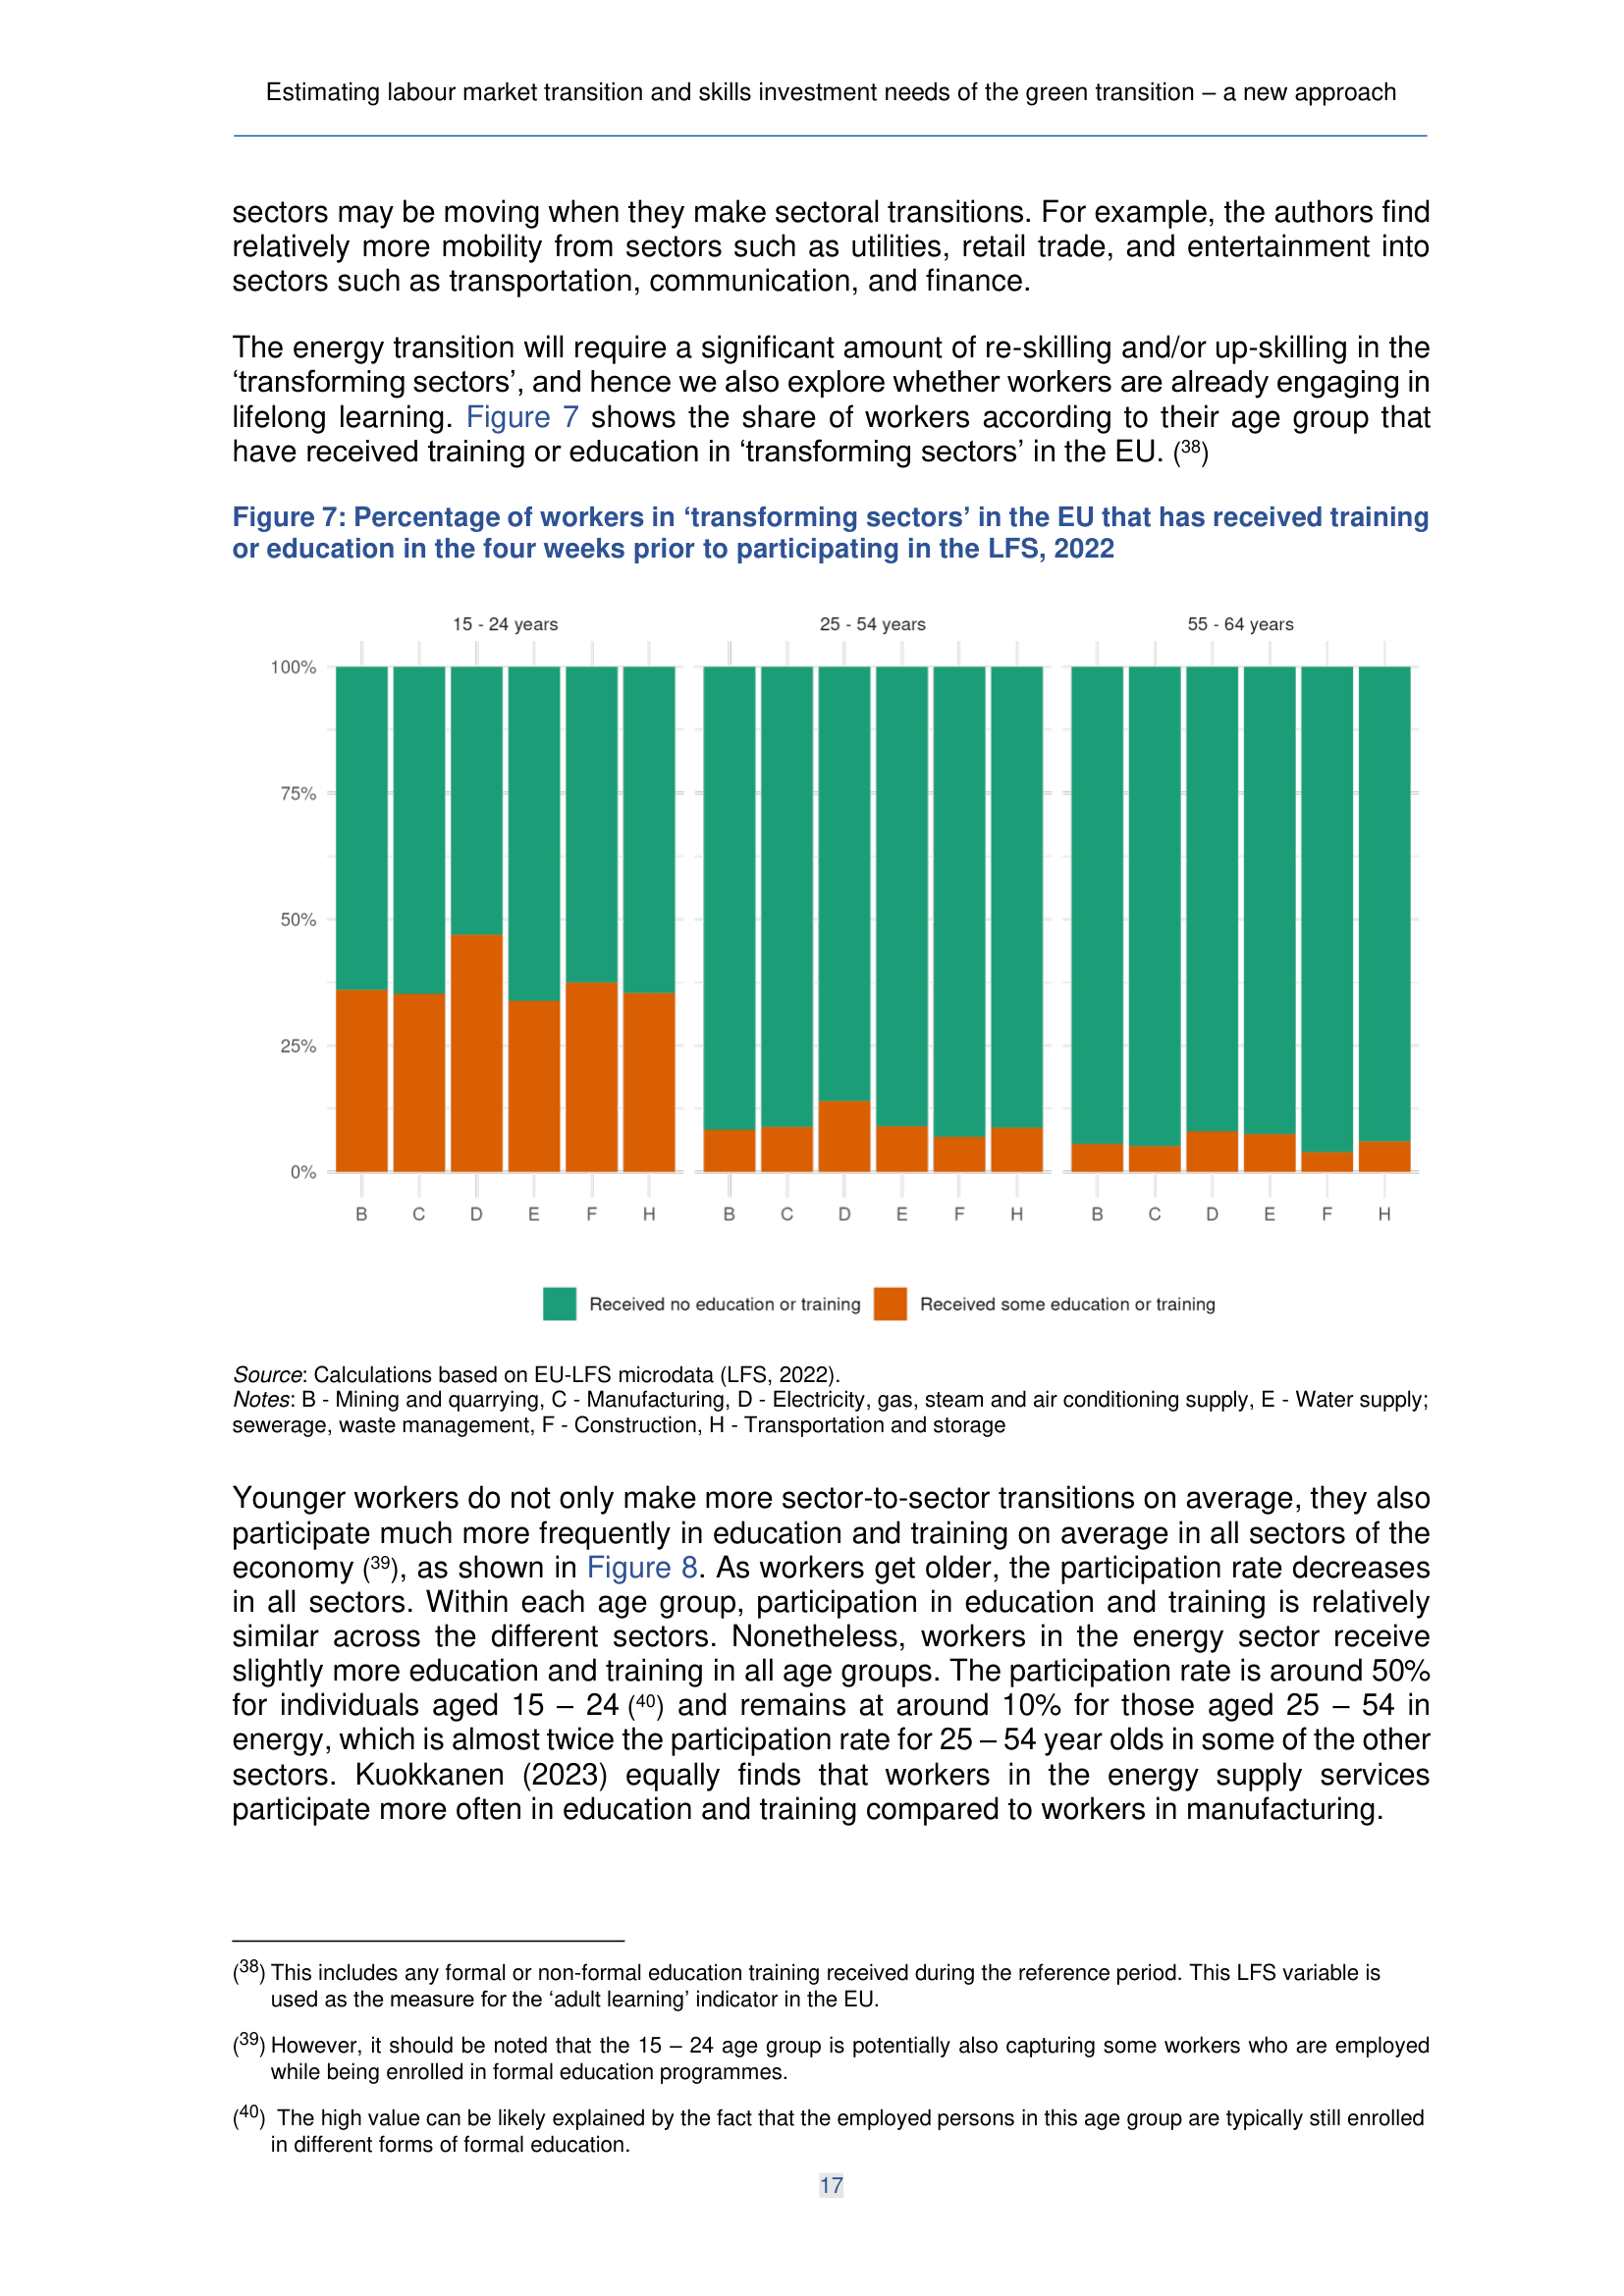 Estimating labour market transition and skills investment needs of the green transition – a new approach
sectors may be moving when they make sectoral transitions. For example, the authors find
relatively more mobility from sectors such as utilities, retail trade, and entertainment into
sectors such as transportation, communication, and finance.
The energy transition will require a significant amount of re-skilling and/or up-skilling in the
‘transforming sectors’, and hence we also explore whether workers are already engaging in
lifelong learning. Figure 7 shows the share of workers according to their age group that
have received training or education in ‘transforming sectors’ in the EU. (38)
Figure 7: Percentage of workers in ‘transforming sectors’ in the EU that has received training
or education in the four weeks prior to participating in the LFS, 2022
15 - 24 years 25 - 54 years 55 - 64 years
100%
75%
50%
25%
0%
B C D E F H B C D E F H B C D E F H
Received no education or training Received some education or training
Source: Calculations based on EU-LFS microdata (LFS, 2022).
Notes: B - Mining and quarrying, C - Manufacturing, D - Electricity, gas, steam and air conditioning supply, E - Water supply;
sewerage, waste management, F - Construction, H - Transportation and storage
Younger workers do not only make more sector-to-sector transitions on average, they also
participate much more frequently in education and training on average in all sectors of the
economy (39), as shown in Figure 8. As workers get older, the participation rate decreases
in all sectors. Within each age group, participation in education and training is relatively
similar across the different sectors. Nonetheless, workers in the energy sector receive
slightly more education and training in all age groups. The participation rate is around 50%
for individuals aged 15 – 24 (40) and remains at around 10% for those aged 25 – 54 in
energy, which is almost twice the participation rate for 25 – 54 year olds in some of the other
sectors. Kuokkanen (2023) equally finds that workers in the energy supply services
participate more often in education and training compared to workers in manufacturing.
(38) This includes any formal or non-formal education training received during the reference period. This LFS variable is
used as the measure for the ‘adult learning’ indicator in the EU.
(39) However, it should be noted that the 15 – 24 age group is potentially also capturing some workers who are employed
while being enrolled in formal education programmes.
(40) The high value can be likely explained by the fact that the employed persons in this age group are typically still enrolled
in different forms of formal education.
17